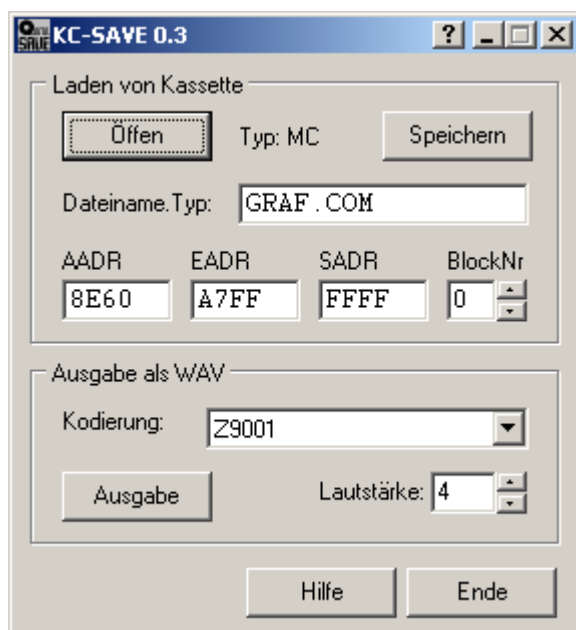 KC-SAVE 0.3 ?
Laden von Kassette
Öffen Typ: MC Speichern
Dateiname.Typ: GRAF.COM
AADR EADR SADR BlockNr
8E60 A7FF FFFF 0
Ausgabe als WAV
Kodierung: Z9001
Ausgabe Lautstärke: 4
Hilfe Ende